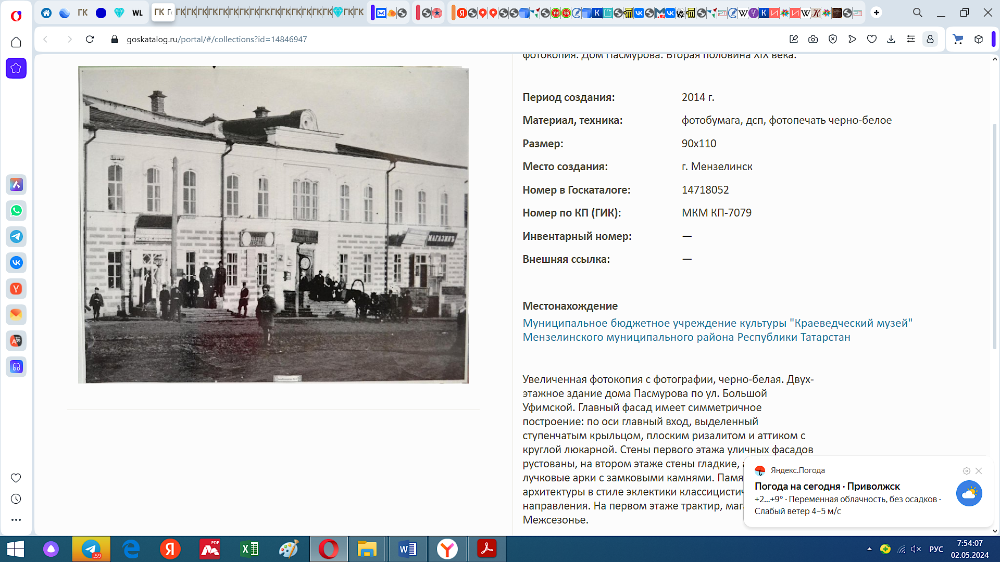 ГК
WL
ГК
goskatalog.ru/portal/#/collections?id=14846947
фотокопия. Дом Пасмурова. Вторая половина XIX века.
Период создания: 2014 г.
Материал, техника: фотобумага, дсп, фотопечать черно-белое
Размер: 90х110
Место создания: г. Мензелинск
Номер в Госкаталоге: 14718052
Номер по КП (ГИК): МКМ КП-7079
Инвентарный номер: —
Внешняя ссылка: —
МАГАЗИНЪ
Местонахождение
Муниципальное бюджетное учреждение культуры "Краеведческий музей"
Мензелинского муниципального района Республики Татарстан
Увеличенная фотокопия с фотографии, черно-белая. Двух-
этажное здание дома Пасмурова по ул. Большой
Уфимской. Главный фасад имеет симметричное
построение: по оси главный вход, выделенный
ступенчатым крыльцом, плоским ризалитом и аттиком с
круглой люкарной. Стены первого этажа уличных фасадов
рустованы, на втором этаже стены гладкие,
лучковые арки с замковыми камнями. Памя
архитектуры в стиле эклектики классицистич
направления. На первом этаже трактир, маг
Межсезонье.
Яндекс.Погода
Погода на сегодня · Приволжск
+2...+9° · Переменная облачность, без осадков ·
Слабый ветер 4–5 м/с
59
PDF
РУС
7:54:07
02.05.2024